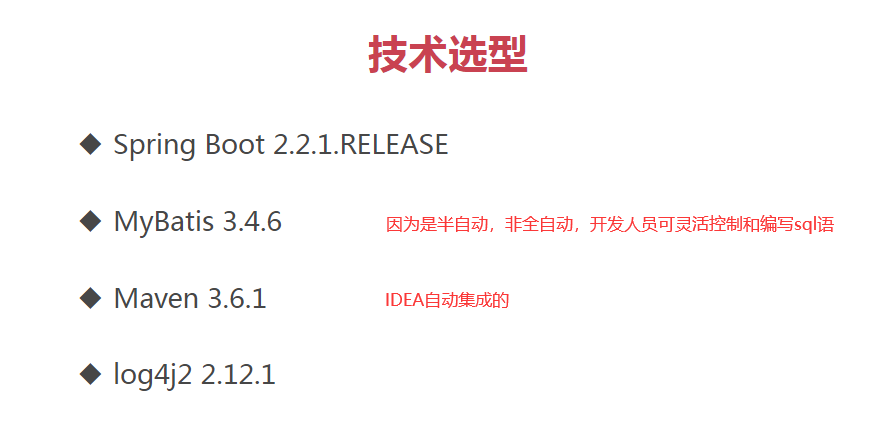 技术选型
◆ Spring Boot 2.2.1.RELEASE
◆ MyBatis 3.4.6 因为是半自动，非全自动，开发人员可灵活控制和编写sql语
◆ Maven 3.6.1 IDEA自动集成的
◆ log4j2 2.12.1